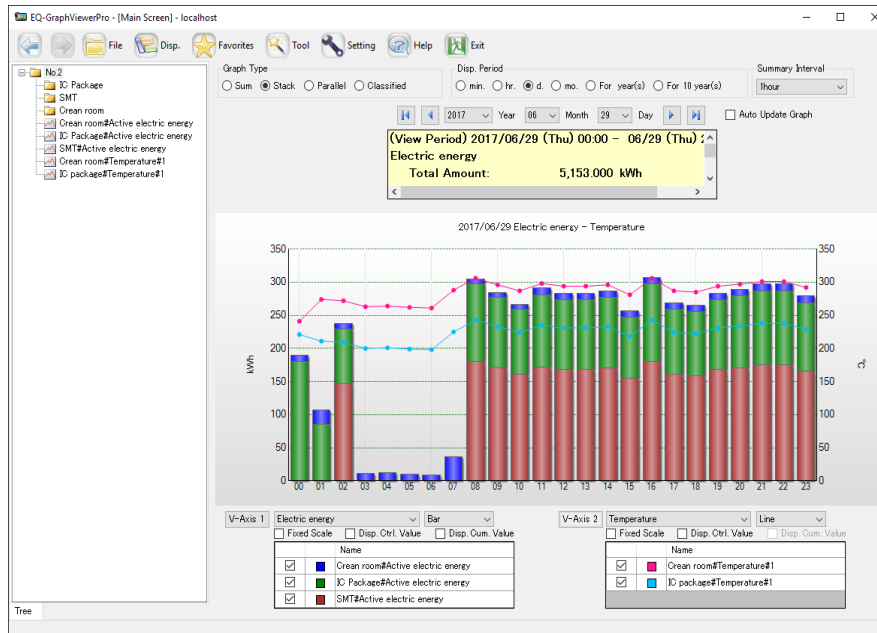 EQ-GraphViewerPro - [Main Screen] - localhost
File Disp. Favorites Tool Setting Help Exit
No.2
IC Package
SMT
Crean room
Crean room#Active electric energy
IC Package#Active electric energy
SMT#Active electric energy
Crean room#Temperature#1
IC package#Temperature#1
Tree
Graph Type
Sum Stack Parallel Classified
Disp. Period
min. hr. d. mo. For year(s) For 10 year(s)
Summary Interval
1hour
2017 Year 06 Month 29 Day Auto Update Graph
(View Period) 2017/06/29 (Thu) 00:00 - 06/29 (Thu)
Electric energy
Total Amount: 5,153.000 kWh
2017/06/29 Electric energy - Temperature
350 350
300 300
250 250
200 200
150 150
100 100
50 50
0 0
kWh
℃
00 01 02 03 04 05 06 07 08 09 10 11 12 13 14 15 16 17 18 19 20 21 22 23
V-Axis 1 Electric energy Bar
Fixed Scale Disp. Ctrl. Value Disp. Cum. Value
Name
Crean room#Active electric energy
IC Package#Active electric energy
SMT#Active electric energy
V-Axis 2 Temperature Line
Fixed Scale Disp. Ctrl. Value Disp. Cum. Value
Name
Crean room#Temperature#1
IC package#Temperature#1